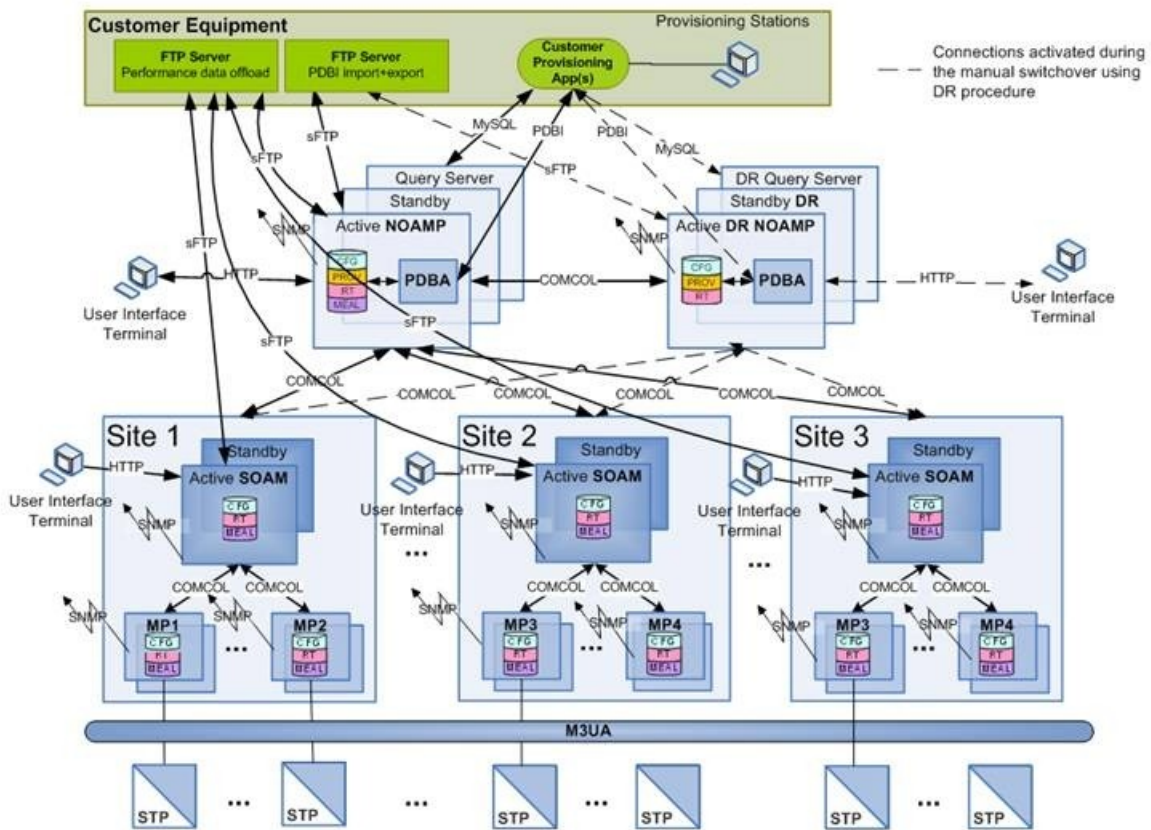 Customer Equipment
Provisioning Stations
FTP Server
Performance data offload
FTP Server
PDBI import+export
Customer
Provisioning
App(s)
Connections activated during
the manual switchover using
DR procedure
MySQL
PDBI
PDBI
MySQL
sFTP
sFTP
sFTP
sFTP
Query Server
Standby
Active NOAMP
SNMP
CFG
PROV
RT
MEAL
PDBA
DR Query Server
Standby DR
Active DR NOAMP
SNMP
CFG
PROV
RT
PDBA
HTTP
COMCOL
HTTP
User Interface
Terminal
User Interface
Terminal
sFTP
sFTP
COMCOL
COMCOL
COMCOL
COMCOL
COMCOL
COMCOL
Site 1
Standby
Active SOAM
CFG
RT
MEAL
HTTP
User Interface
Terminal
SNMP
COMCOL
COMCOL
SNMP
SNMP
MP1
CFG
RT
MEAL
...
MP2
CFG
RT
MEAL
Site 2
Standby
Active SOAM
CFG
RT
MEAL
HTTP
User Interface
Terminal
...
SNMP
...
COMCOL
COMCOL
SNMP
SNMP
MP3
CFG
RT
MEAL
...
MP4
CFG
RT
MEAL
Site 3
Standby
Active SOAM
CFG
RT
MEAL
HTTP
User Interface
Terminal
...
SNMP
...
COMCOL
COMCOL
SNMP
SNMP
MP3
CFG
RT
MEAL
...
MP4
CFG
RT
MEAL
M3UA
STP
...
STP
...
STP
...
STP
STP
...
STP